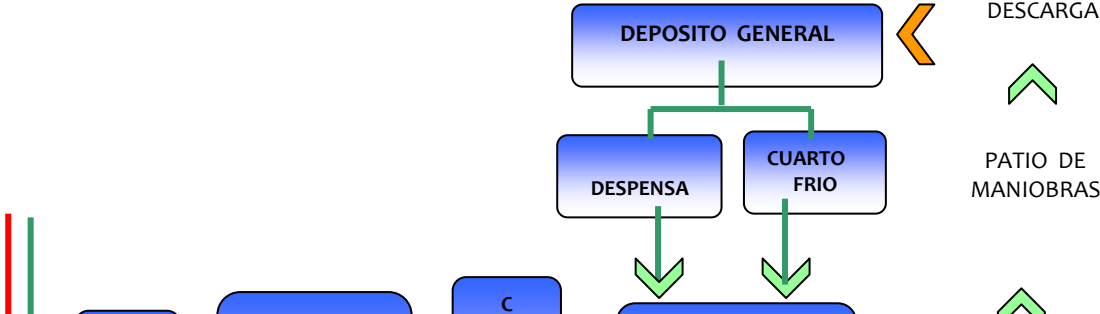 DESCARGA
DEPOSITO GENERAL
PATIO DE
MANIOBRAS
CUARTO
FRIO
DESPENSA
C